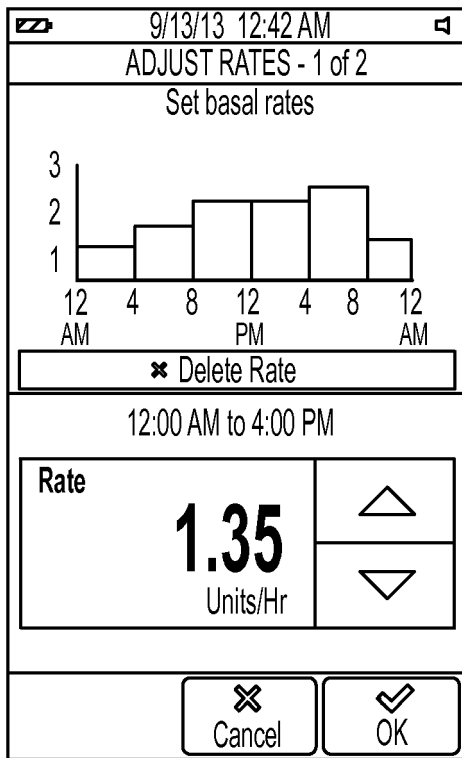 9/13/13 12:42 AM
ADJUST RATES - 1 of 2
Set basal rates
3
2
1
12 4 8 12 4 8 12
AM PM AM
Delete Rate
12:00 AM to 4:00 PM
Rate
1.35
Units/Hr
Cancel OK